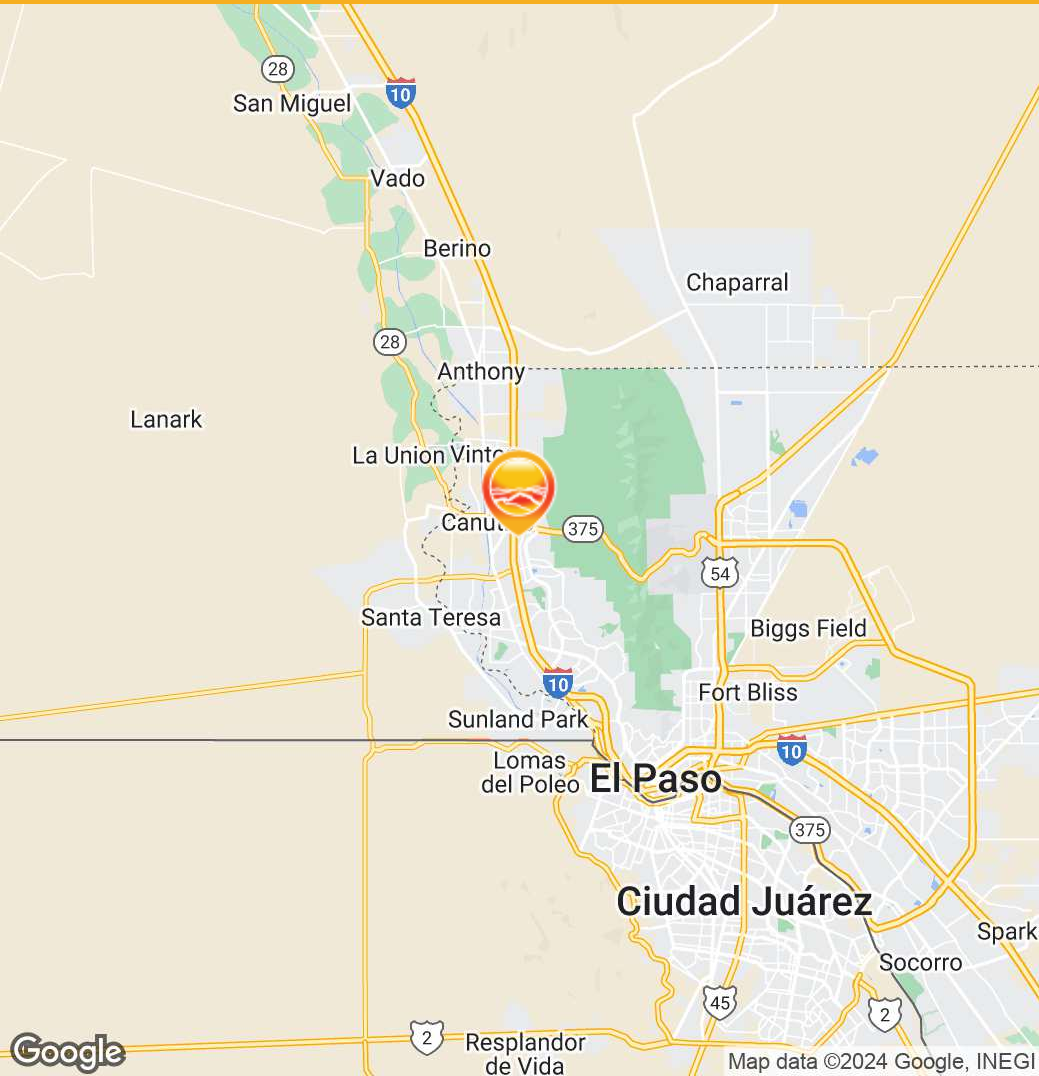 28
San Miguel
10
Vado
Berino
Chaparral
28
Anthony
Lanark
La Union
Vinto
Canut
375
54
Santa Teresa
Biggs Field
10
Fort Bliss
Sunland Park
10
Lomas
del Poleo
El Paso
375
Ciudad Juárez
Spark
Socorro
45
2
2
Resplandor
de Vida
Google
Map data ©2024 Google, INEGI